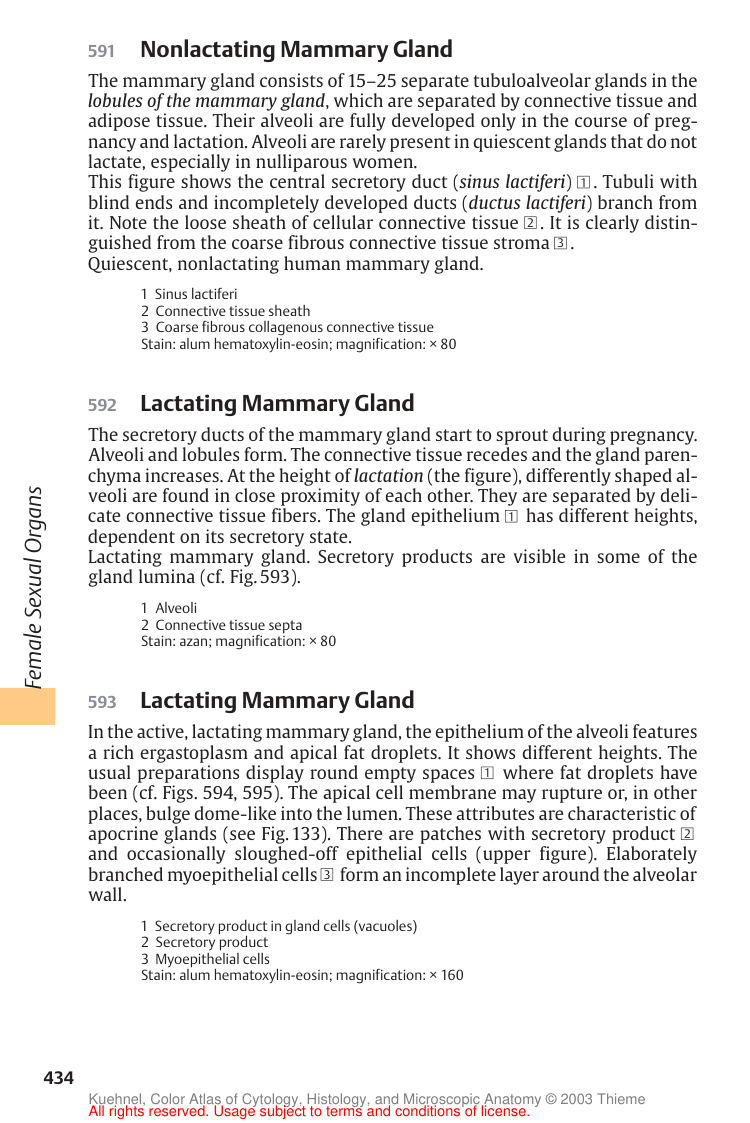 591 Nonlactating Mammary Gland
The mammary gland consists of 15–25 separate tubuloalveolar glands in the
lobules of the mammary gland, which are separated by connective tissue and
adipose tissue. Their alveoli are fully developed only in the course of preg-
nancy and lactation. Alveoli are rarely present in quiescent glands that do not
lactate, especially in nulliparous women.
This figure shows the central secretory duct (sinus lactiferi) 1. Tubuli with
blind ends and incompletely developed ducts (ductus lactiferi) branch from
it. Note the loose sheath of cellular connective tissue 2. It is clearly distin-
guished from the coarse fibrous connective tissue stroma 3.
Quiescent, nonlactating human mammary gland.
1 Sinus lactiferi
2 Connective tissue sheath
3 Coarse fibrous collagenous connective tissue
Stain: alum hematoxylin-eosin; magnification: × 80
592 Lactating Mammary Gland
The secretory ducts of the mammary gland start to sprout during pregnancy.
Alveoli and lobules form. The connective tissue recedes and the gland paren-
chyma increases. At the height of lactation (the figure), differently shaped al-
veoli are found in close proximity of each other. They are separated by deli-
cate connective tissue fibers. The gland epithelium 1 has different heights,
dependent on its secretory state.
Lactating mammary gland. Secretory products are visible in some of the
gland lumina (cf. Fig. 593).
1 Alveoli
2 Connective tissue septa
Stain: azan; magnification: × 80
Female Sexual Organs
593 Lactating Mammary Gland
In the active, lactating mammary gland, the epithelium of the alveoli features
a rich ergastoplasm and apical fat droplets. It shows different heights. The
usual preparations display round empty spaces 1 where fat droplets have
been (cf. Figs. 594, 595). The apical cell membrane may rupture or, in other
places, bulge dome-like into the lumen. These attributes are characteristic of
apocrine glands (see Fig. 133). There are patches with secretory product 2
and occasionally sloughed-off epithelial cells (upper figure). Elaborately
branched myoepithelial cells 3 form an incomplete layer around the alveolar
wall.
1 Secretory product in gland cells (vacuoles)
2 Secretory product
3 Myoepithelial cells
Stain: alum hematoxylin-eosin; magnification: × 160
434
Kuehnel, Color Atlas of Cytology, Histology, and Microscopic Anatomy © 2003 Thieme
All rights reserved. Usage subject to terms and conditions of license.